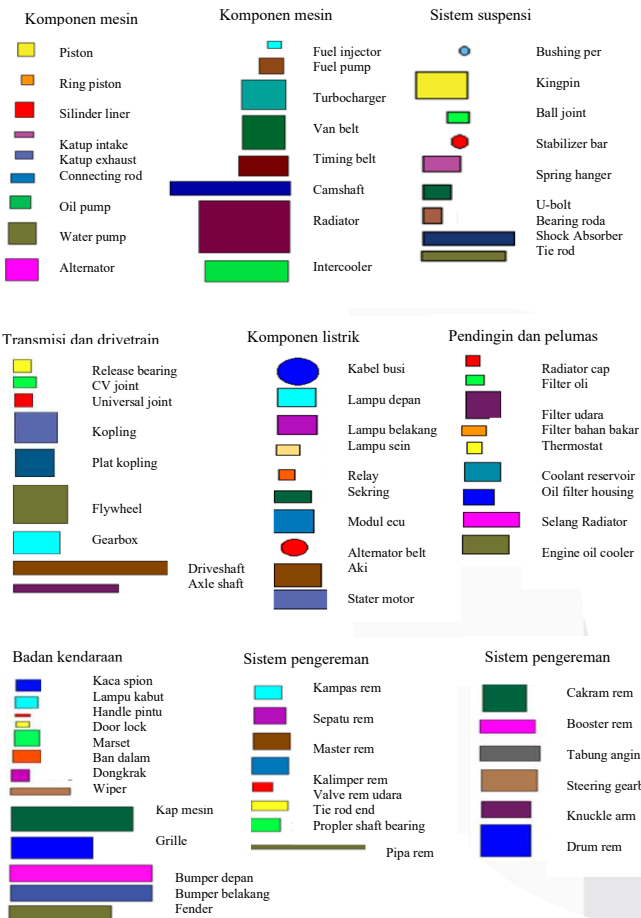 Komponen mesin
Piston
Ring piston
Silinder liner
Katup intake
Katup exhaust
Connecting rod
Oil pump
Water pump
Alternator
Komponen mesin
Fuel injector
Fuel pump
Turbocharger
Van belt
Timing belt
Camshaft
Radiator
Intercooler
Sistem suspensi
Bushing per
Kingpin
Ball joint
Stabilizer bar
Spring hanger
U-bolt
Bearing roda
Shock Absorber
Tie rod
Transmisi dan drivetrain
Release bearing
CV joint
Universal joint
Kopling
Plat kopling
Flywheel
Gearbox
Driveshaft
Axle shaft
Komponen listrik
Kabel busi
Lampu depan
Lampu belakang
Lampu sein
Relay
Sekring
Modul ecu
Alternator belt
Aki
Stater motor
Pendingin dan pelumas
Radiator cap
Filter oli
Filter udara
Filter bahan bakar
Thermostat
Coolant reservoir
Oil filter housing
Selang Radiator
Engine oil cooler
Badan kendaraan
Kaca spion
Lampu kabut
Handle pintu
Door lock
Marset
Ban dalam
Dongkrak
Wiper
Kap mesin
Grille
Bumper depan
Bumper belakang
Fender
Sistem pengereman
Kampas rem
Sepatu rem
Master rem
Kalimper rem
Valve rem udara
Tie rod end
Propler shaft bearing
Pipa rem
Sistem pengereman
Cakram rem
Booster rem
Tabung angin
Steering gearb
Knuckle arm
Drum rem